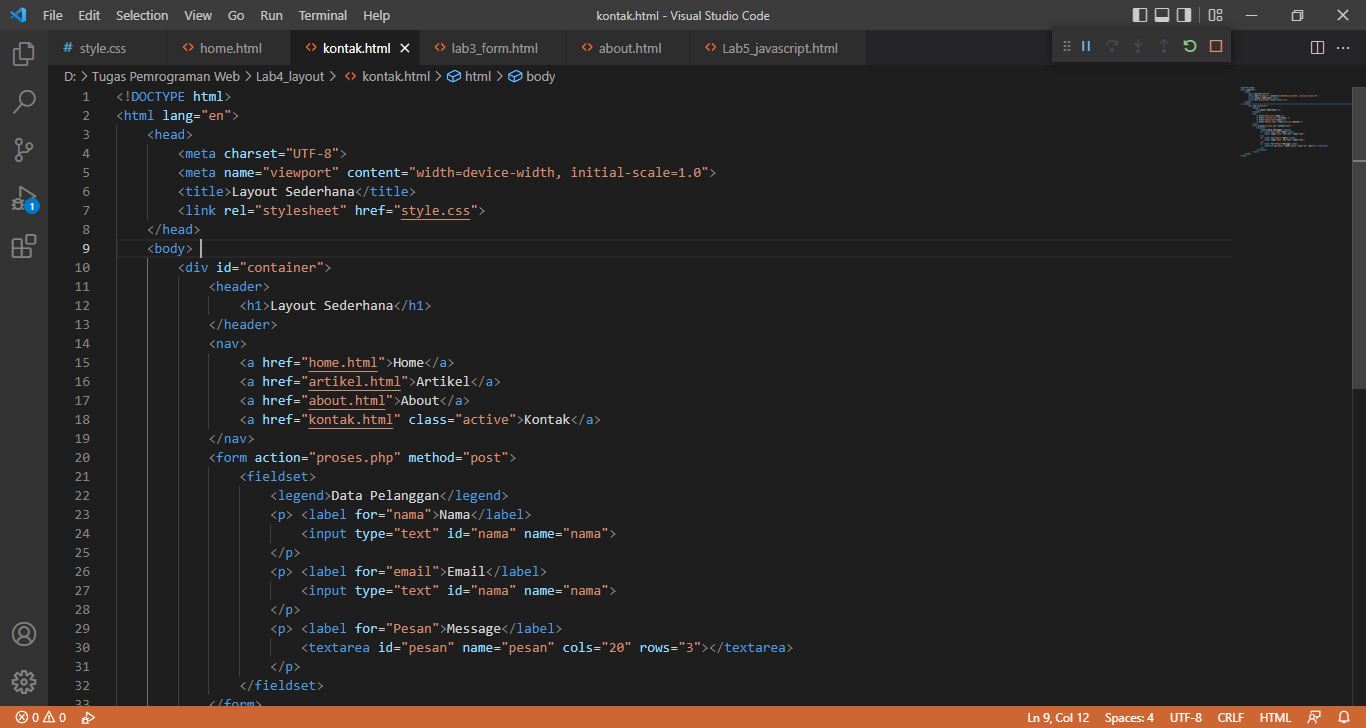 File Edit Selection View Go Run Terminal Help kontak.html - Visual Studio Code
# style.css <> home.html <> kontak.html <> lab3_form.html <> about.html <> Lab5_javascript.html
D: > Tugas Pemrograman Web > Lab4_layout > <> kontak.html > html > body
1 <!DOCTYPE html>
2 <html lang="en">
3 <head>
4 <meta charset="UTF-8">
5 <meta name="viewport" content="width=device-width, initial-scale=1.0">
6 <title>Layout Sederhana</title>
7 <link rel="stylesheet" href="style.css">
8 </head>
9 <body>
10 <div id="container">
11 <header>
12 <h1>Layout Sederhana</h1>
13 </header>
14 <nav>
15 <a href="home.html">Home</a>
16 <a href="artikel.html">Artikel</a>
17 <a href="about.html">About</a>
18 <a href="kontak.html" class="active">Kontak</a>
19 </nav>
20 <form action="proses.php" method="post">
21 <fieldset>
22 <legend>Data Pelanggan</legend>
23 <p> <label for="nama">Nama</label>
24 <input type="text" id="nama" name="nama">
25 </p>
26 <p> <label for="email">Email</label>
27 <input type="text" id="nama" name="nama">
28 </p>
29 <p> <label for="Pesan">Message</label>
30 <textarea id="pesan" name="pesan" cols="20" rows="3"></textarea>
31 </p>
32 </fieldset>
33 </form>
1
0 0 Ln 9, Col 12 Spaces: 4 UTF-8 CRLF HTML